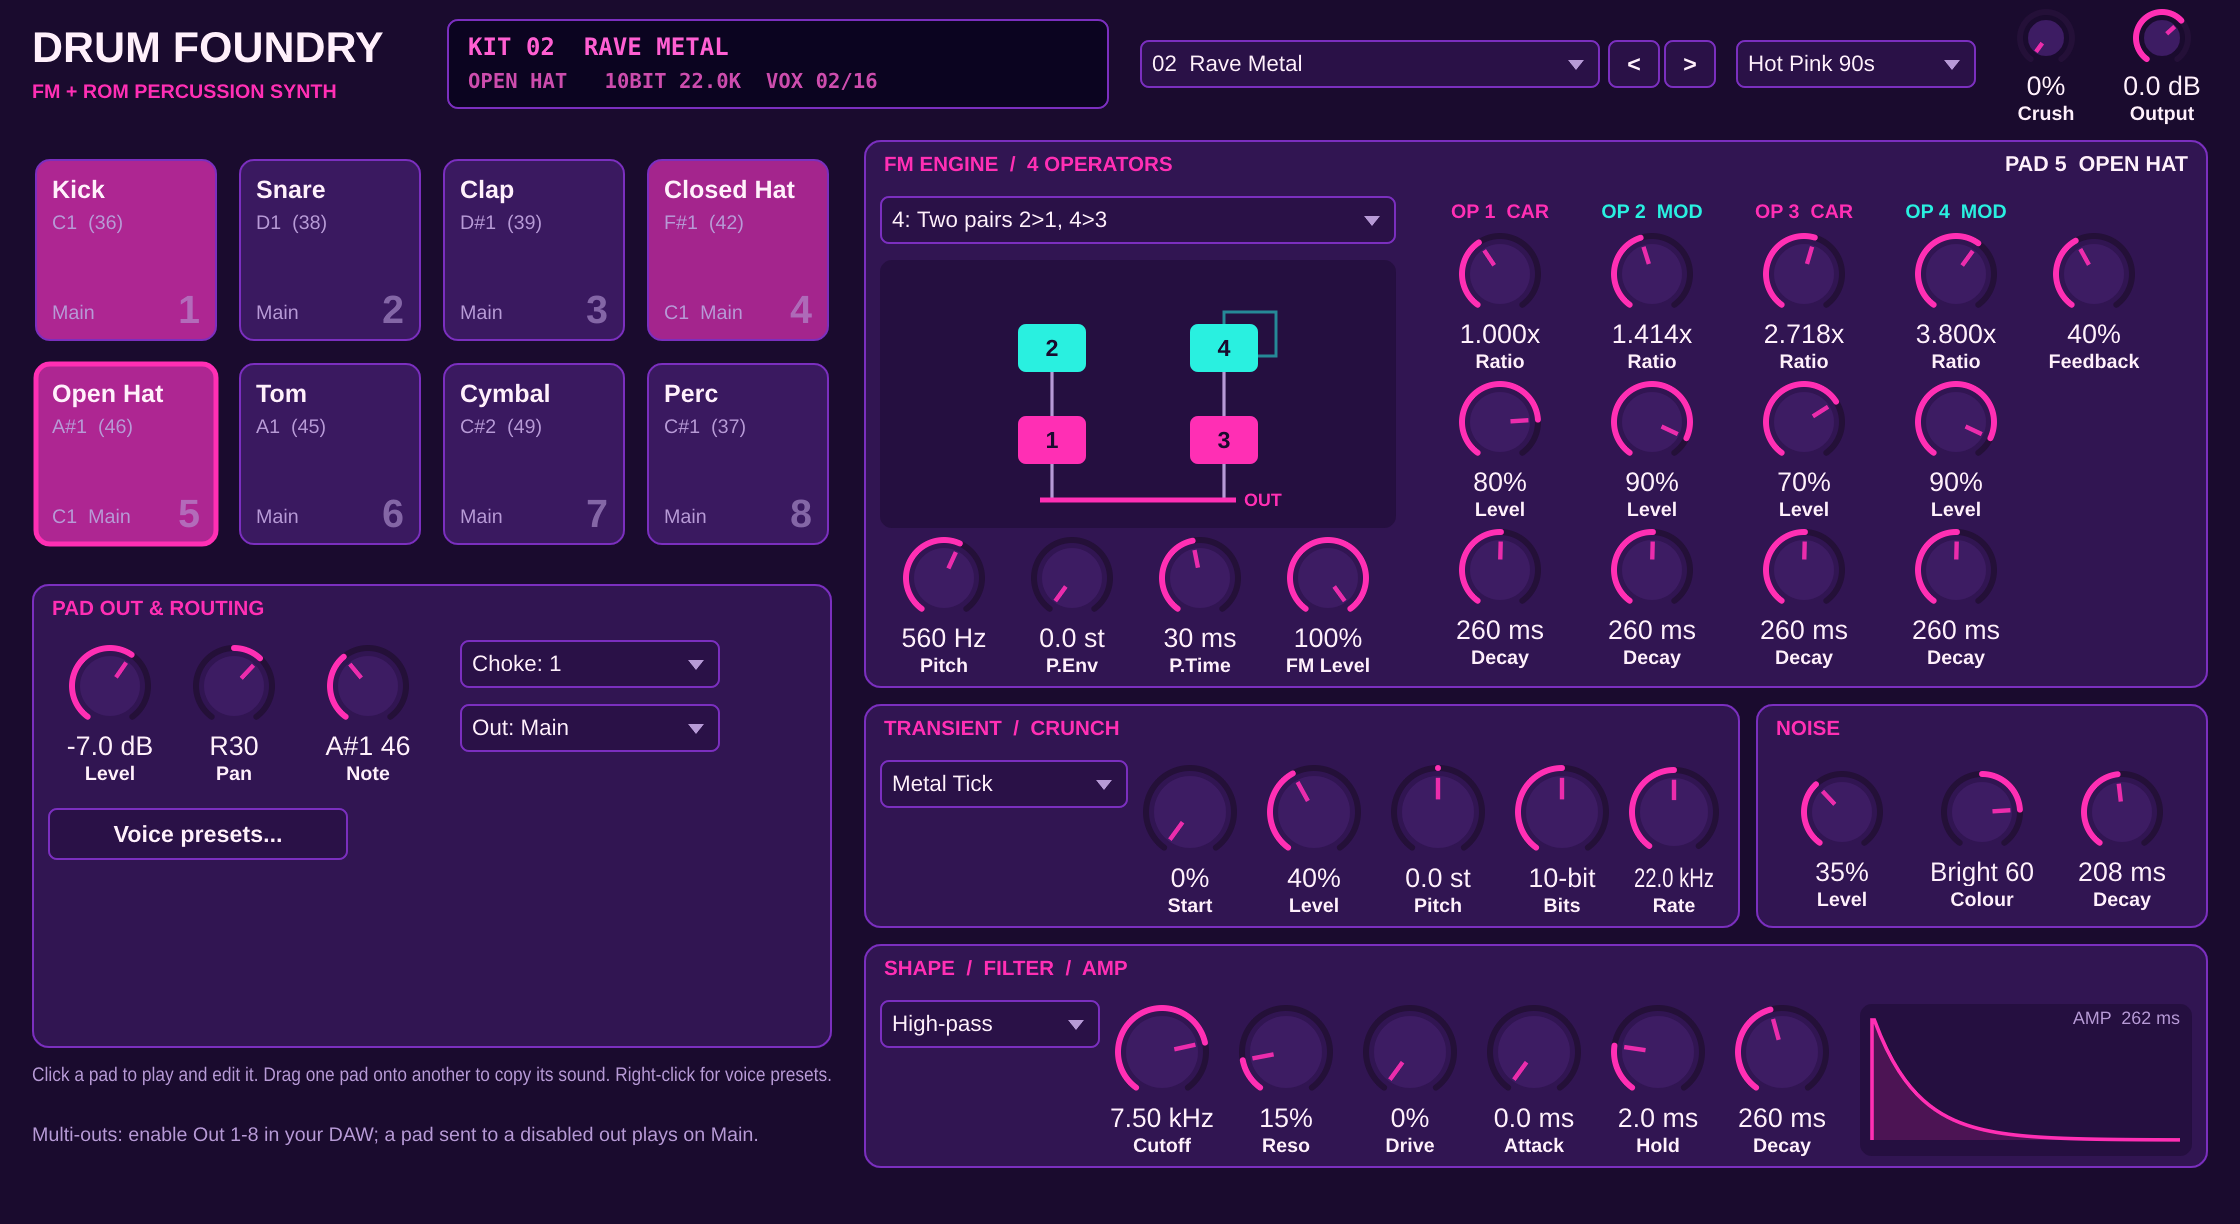 DRUM FOUNDRY
FM + ROM PERCUSSION SYNTH
KIT 02  RAVE METAL
OPEN HAT   10BIT 22.0K  VOX 02/16
02  Rave Metal
<
>
Hot Pink 90s
0%
Crush
0.0 dB
Output
Kick
C1  (36)
Main
1
Snare
D1  (38)
Main
2
Clap
D#1  (39)
Main
3
Closed Hat
F#1  (42)
C1  Main
4
Open Hat
A#1  (46)
C1  Main
5
Tom
A1  (45)
Main
6
Cymbal
C#2  (49)
Main
7
Perc
C#1  (37)
Main
8
PAD OUT & ROUTING
-7.0 dB
Level
R30
Pan
A#1 46
Note
Choke: 1
Out: Main
Voice presets...
Click a pad to play and edit it. Drag one pad onto another to copy its sound. Right-click for voice presets.
Multi-outs: enable Out 1-8 in your DAW; a pad sent to a disabled out plays on Main.
FM ENGINE  /  4 OPERATORS
PAD 5  OPEN HAT
4: Two pairs 2>1, 4>3
2
4
1
3
OUT
560 Hz
Pitch
0.0 st
P.Env
30 ms
P.Time
100%
FM Level
OP 1  CAR
OP 2  MOD
OP 3  CAR
OP 4  MOD
1.000x
Ratio
1.414x
Ratio
2.718x
Ratio
3.800x
Ratio
40%
Feedback
80%
Level
90%
Level
70%
Level
90%
Level
260 ms
Decay
260 ms
Decay
260 ms
Decay
260 ms
Decay
TRANSIENT  /  CRUNCH
Metal Tick
0%
Start
40%
Level
0.0 st
Pitch
10-bit
Bits
22.0 kHz
Rate
NOISE
35%
Level
Bright 60
Colour
208 ms
Decay
SHAPE  /  FILTER  /  AMP
High-pass
7.50 kHz
Cutoff
15%
Reso
0%
Drive
0.0 ms
Attack
2.0 ms
Hold
260 ms
Decay
AMP  262 ms